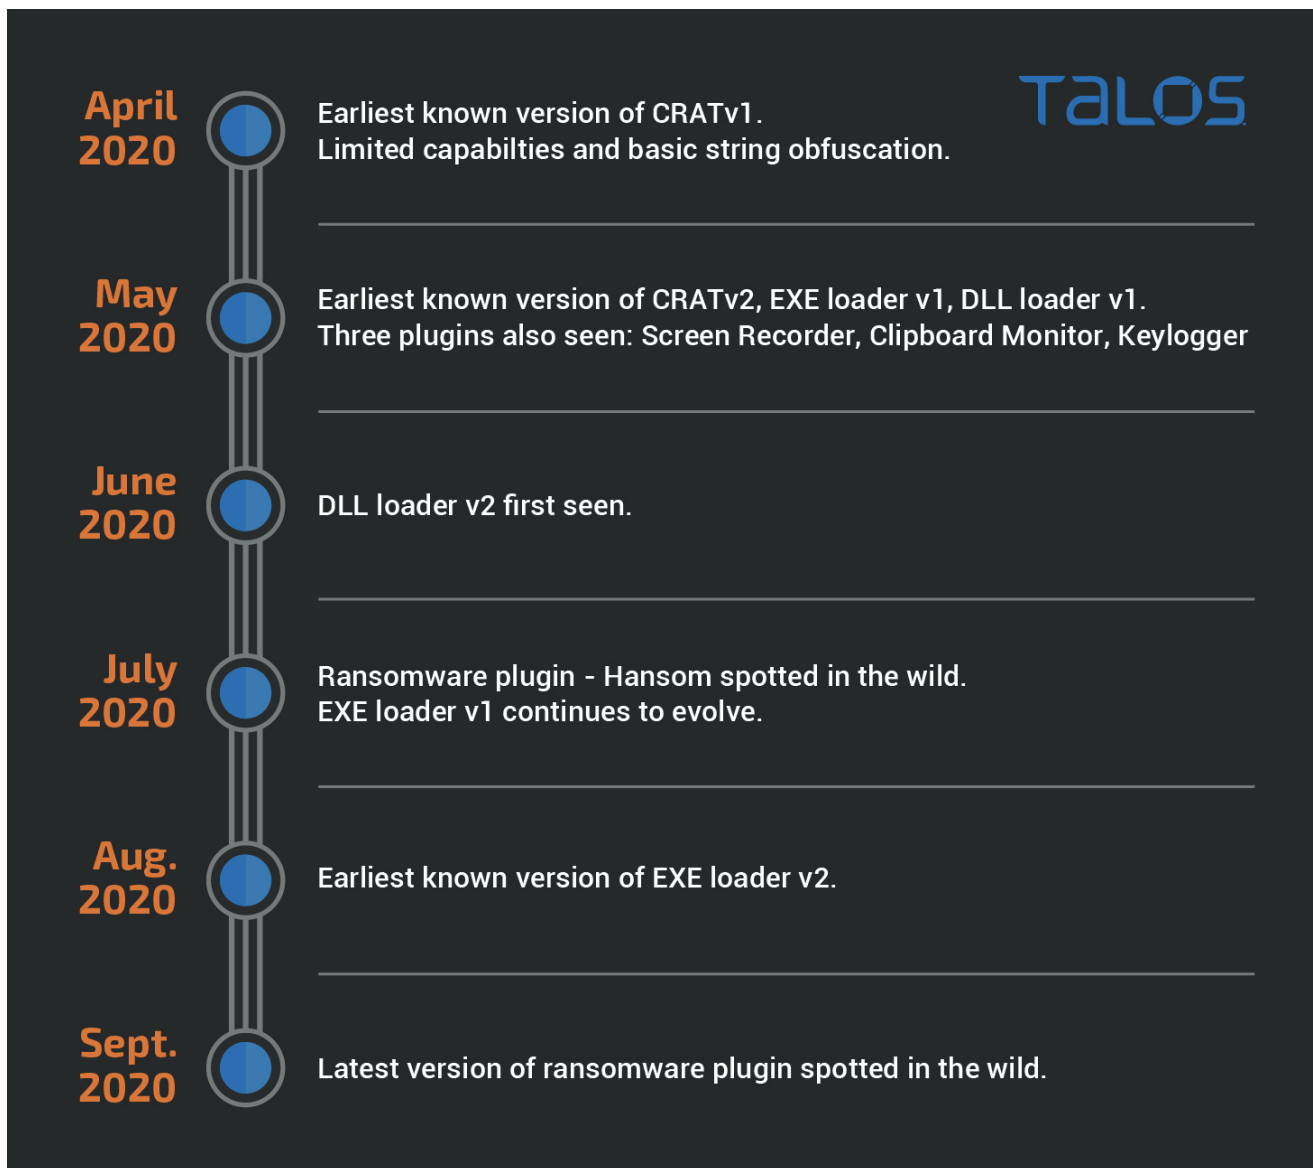 TALOS
April
2020
Earliest known version of CRATv1.
Limited capabilties and basic string obfuscation.
May
2020
Earliest known version of CRATv2, EXE loader v1, DLL loader v1.
Three plugins also seen: Screen Recorder, Clipboard Monitor, Keylogger
June
2020
DLL loader v2 first seen.
July
2020
Ransomware plugin - Hansom spotted in the wild.
EXE loader v1 continues to evolve.
Aug.
2020
Earliest known version of EXE loader v2.
Sept.
2020
Latest version of ransomware plugin spotted in the wild.